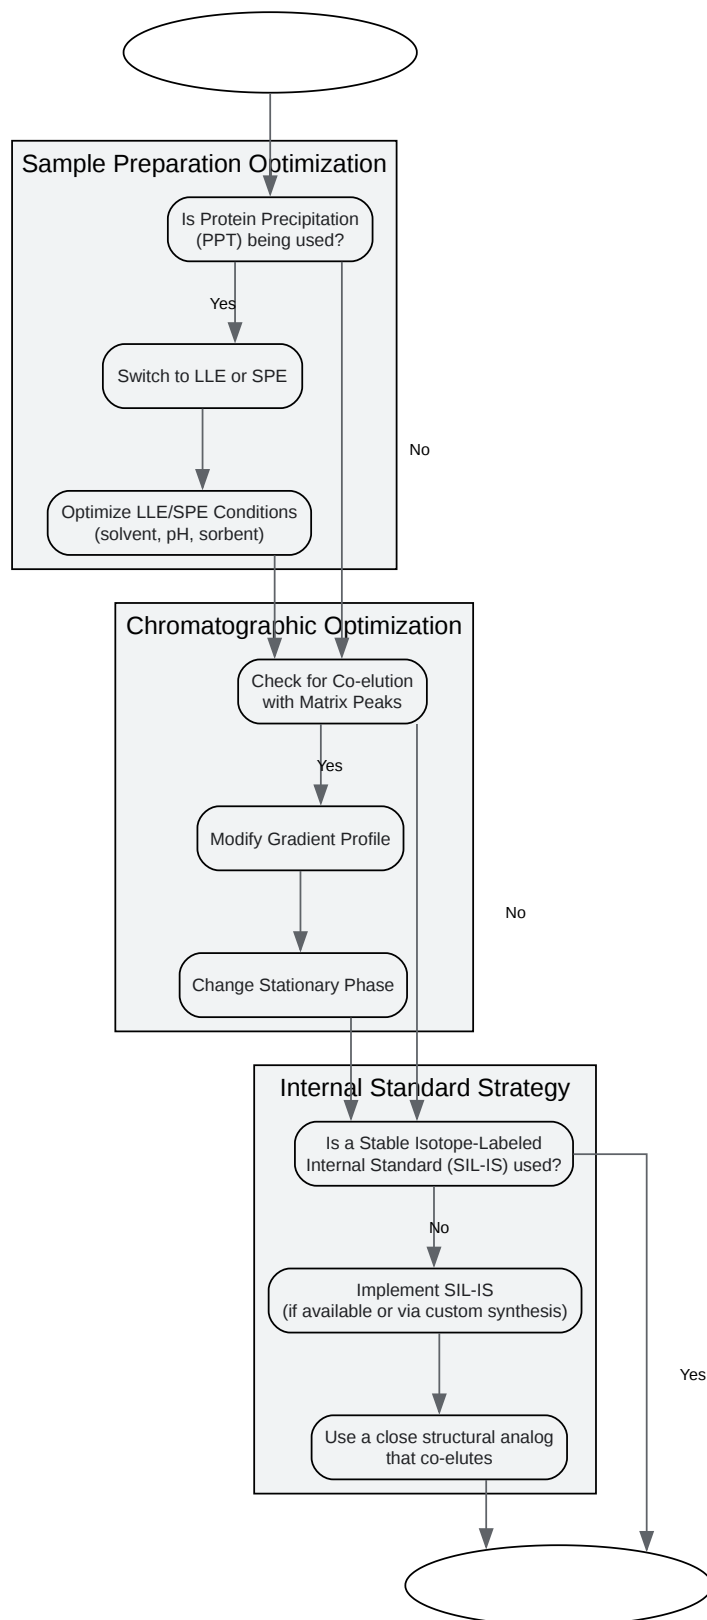 Sample Preparation Optimization
Is Protein Precipitation
(PPT) being used?
Yes
Switch to LLE or SPE
No
Optimize LLE/SPE Conditions
(solvent, pH, sorbent)
Chromatographic Optimization
Check for Co-elution
with Matrix Peaks
Yes
Modify Gradient Profile
No
Change Stationary Phase
Internal Standard Strategy
Is a Stable Isotope-Labeled
Internal Standard (SIL-IS) used?
No
Implement SIL-IS
(if available or via custom synthesis)
Yes
Use a close structural analog
that co-elutes